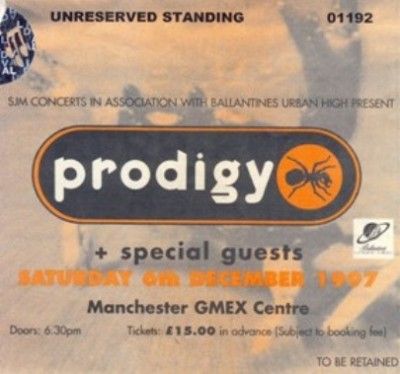 UNRESERVED STANDING 01192
AL
SJM CONCERTS IN ASSOCIATION WITH BALLANTINES URBAN HIGH PRESENT
prodigy
+ special guests
SATURDAY 6th DECEMBER 1997
Manchester GMEX Centre
Doors: 6:30pm Tickets: £15.00 in advance (Subject to booking fee)
TO BE RETAINED